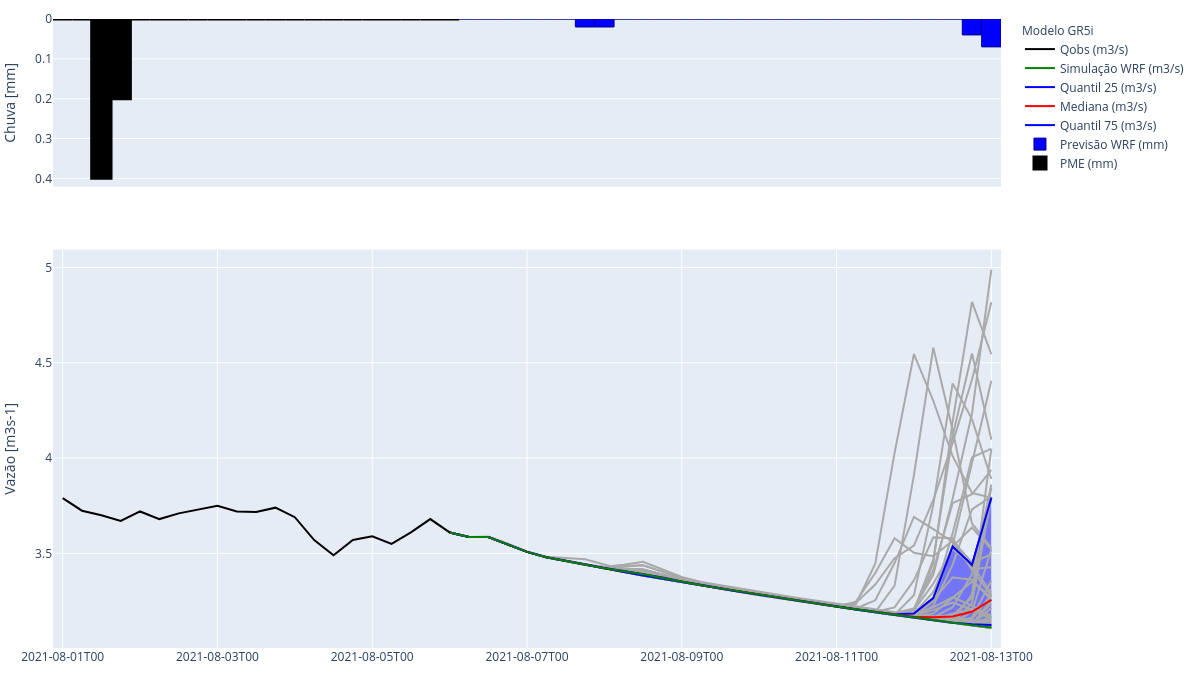 0
0.1
0.2
0.3
0.4
Chuva [mm]
Modelo GR5i
Qobs (m3/s)
Simulação WRF (m3/s)
Quantil 25 (m3/s)
Mediana (m3/s)
Quantil 75 (m3/s)
Previsão WRF (mm)
PME (mm)
5
4.5
4
3.5
Vazão [m3s-1]
2021-08-01T00
2021-08-03T00
2021-08-05T00
2021-08-07T00
2021-08-09T00
2021-08-11T00
2021-08-13T00